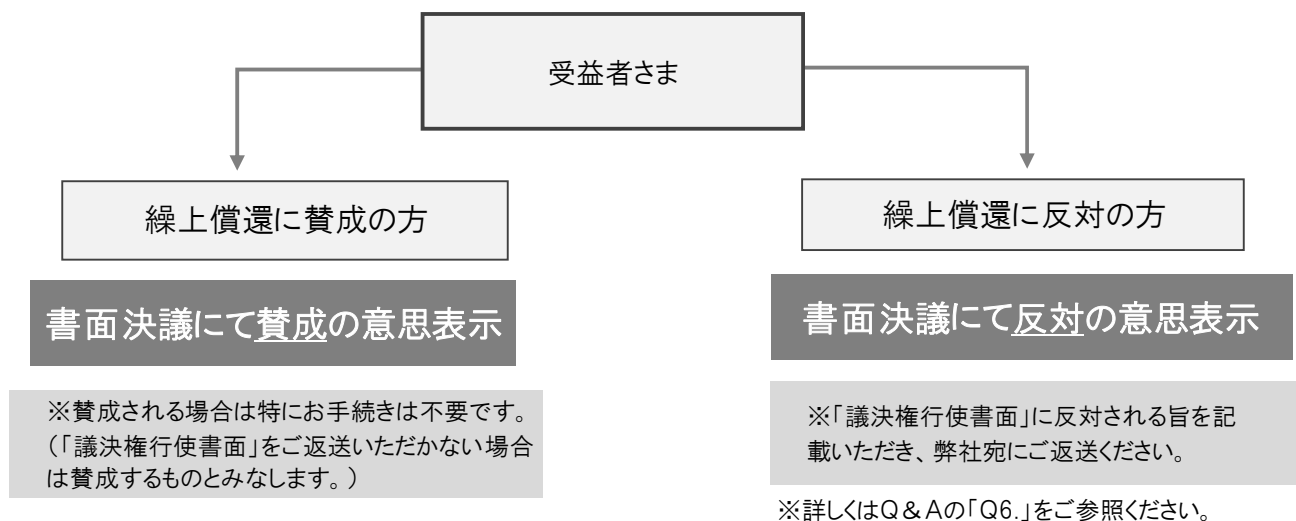 受益者さま
繰上償還に賛成の方
書面決議にて賛成の意思表示
※賛成される場合は特にお手続きは不要です。
(「議決権行使書面」をご返送いただかない場合
は賛成するものとみなします。)
繰上償還に反対の方
書面決議にて反対の意思表示
※「議決権行使書面」に反対される旨を記
載いただき、弊社宛にご返送ください。
※詳しくはQ&Aの「Q6.」をご参照ください。